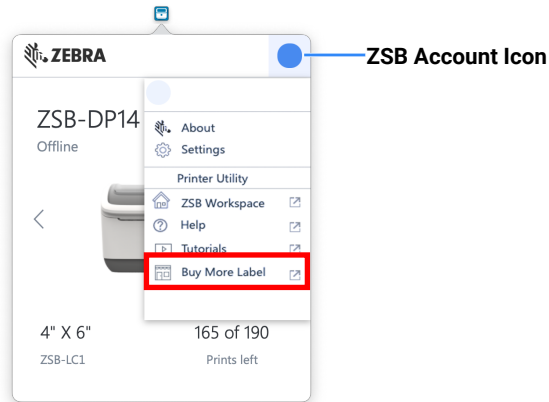 ZEBRA
ZSB Account Icon
ZSB-DP14
Offline
About
Settings
Printer Utility
ZSB Workspace
Help
Tutorials
Buy More Label
4" X 6"
165 of 190
ZSB-LC1
Prints left